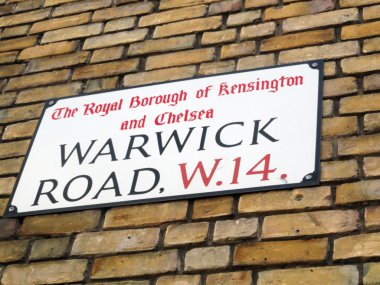 The Royal Borough of Kensington
and Chelsea
WARWICK
ROAD, W.14.